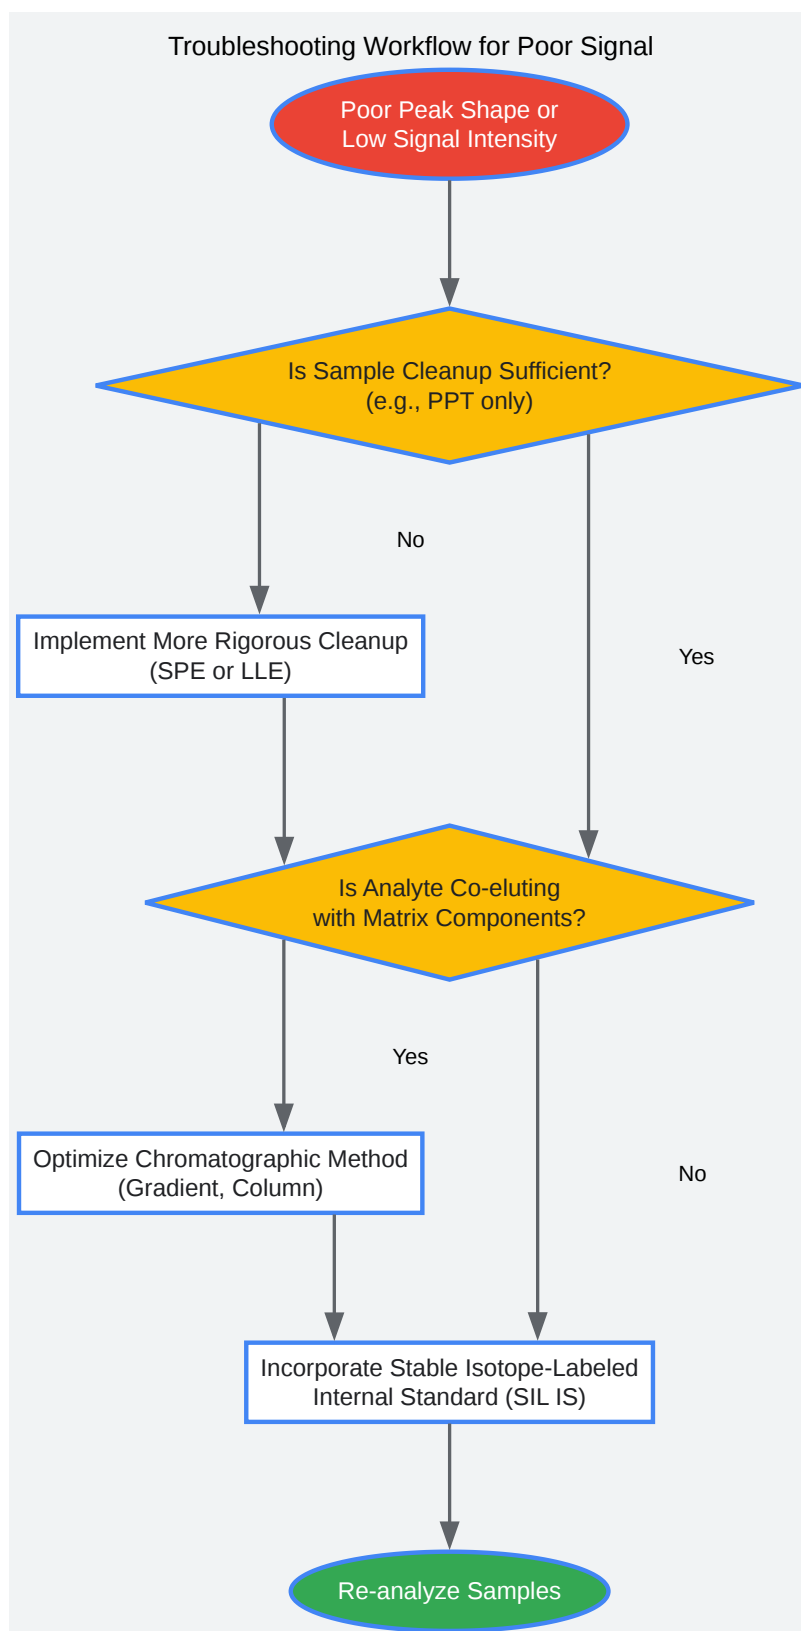 Troubleshooting Workflow for Poor Signal
Poor Peak Shape or
Low Signal Intensity
Is Sample Cleanup Sufficient?
(e.g., PPT only)
No
Implement More Rigorous Cleanup
(SPE or LLE)
Yes
Is Analyte Co-eluting
with Matrix Components?
Yes
Optimize Chromatographic Method
(Gradient, Column)
No
Incorporate Stable Isotope-Labeled
Internal Standard (SIL IS)
Re-analyze Samples